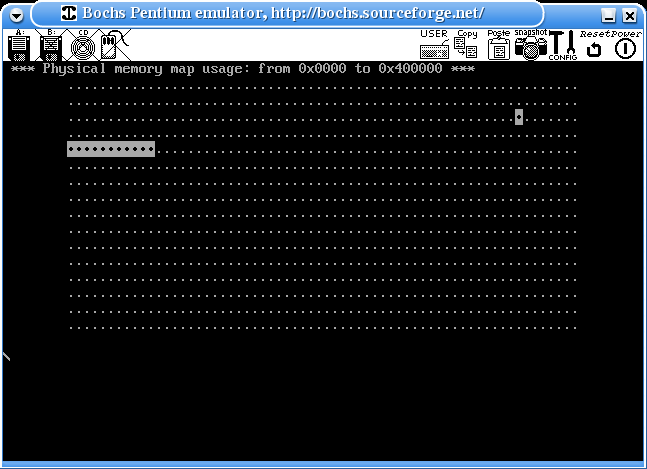 Bochs Pentium emulator, http://bochs.sourceforge.net/
A: B: CD USER Copy Paste snapshot CONFIG Reset Power
*** Physical memory map usage: from 0x0000 to 0x400000 ***